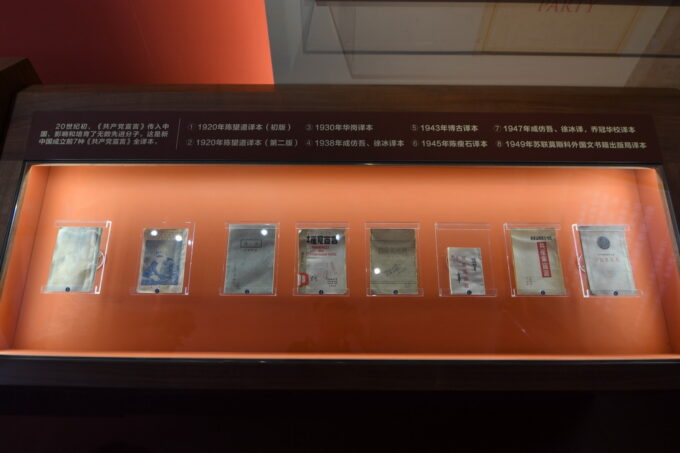 PARTY
20世纪初，《共产党宣言》传入中
国，影响和培育了无数先进分子。这是新
中国成立前7种《共产党宣言》全译本。
① 1920年陈望道译本（初版）
② 1920年陈望道译本（第二版）
③ 1930年华岗译本
④ 1938年成仿吾、徐冰译本
⑤ 1943年博古译本
⑥ 1945年陈瘦石译本
⑦ 1947年成仿吾、徐冰译，乔冠华校译本
⑧ 1949年苏联莫斯科外国文书籍出版局译本
言宣党產共